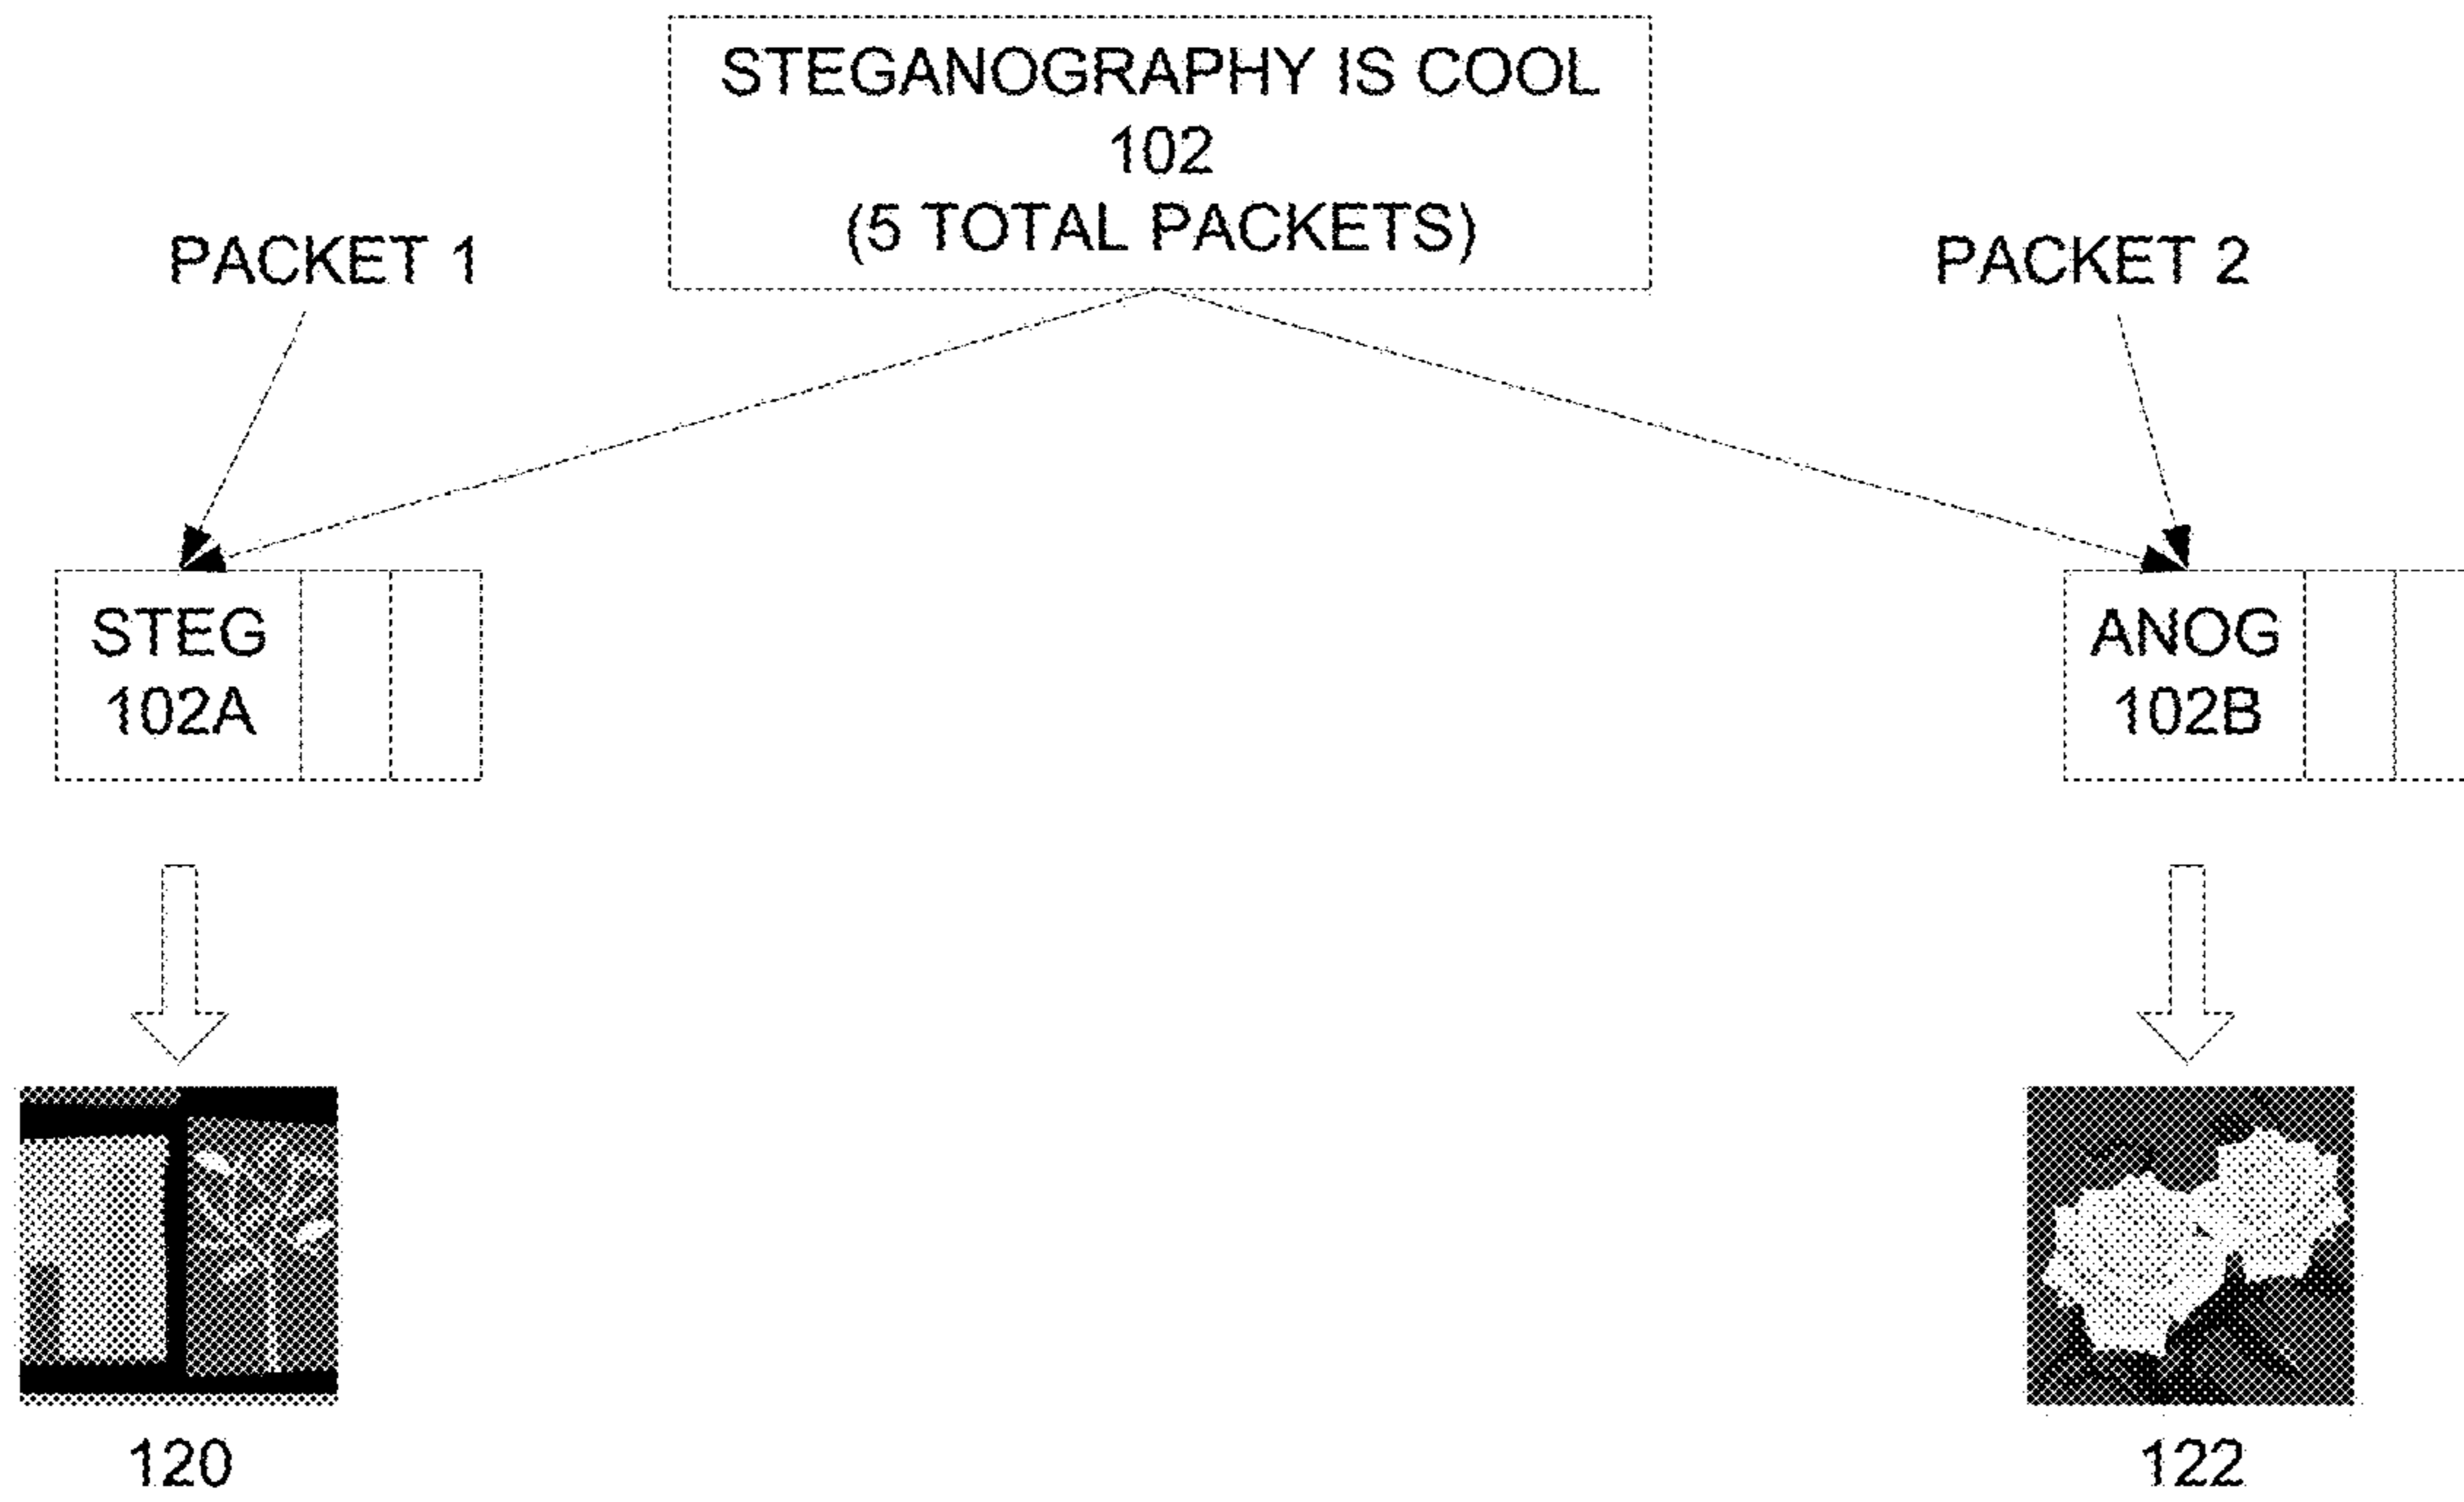 STEGANOGRAPHY IS COOL
102
(5 TOTAL PACKETS)
PACKET 1
PACKET 2
STEG
102A
ANOG
102B
120
122